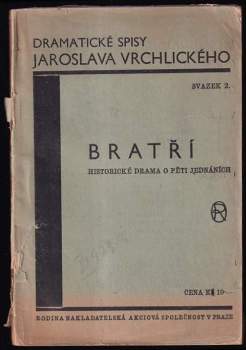 DRAMATICKÉ SPISY
JAROSLAVA VRCHLICKÉHO
SVAZEK 2.
BRATŘÍ
HISTORICKÉ DRAMA O PĚTI JEDNÁNÍCH
CENA Kč 10·—
RODINA NAKLADATELSKÁ AKCIOVÁ SPOLEČNOST V PRAZE